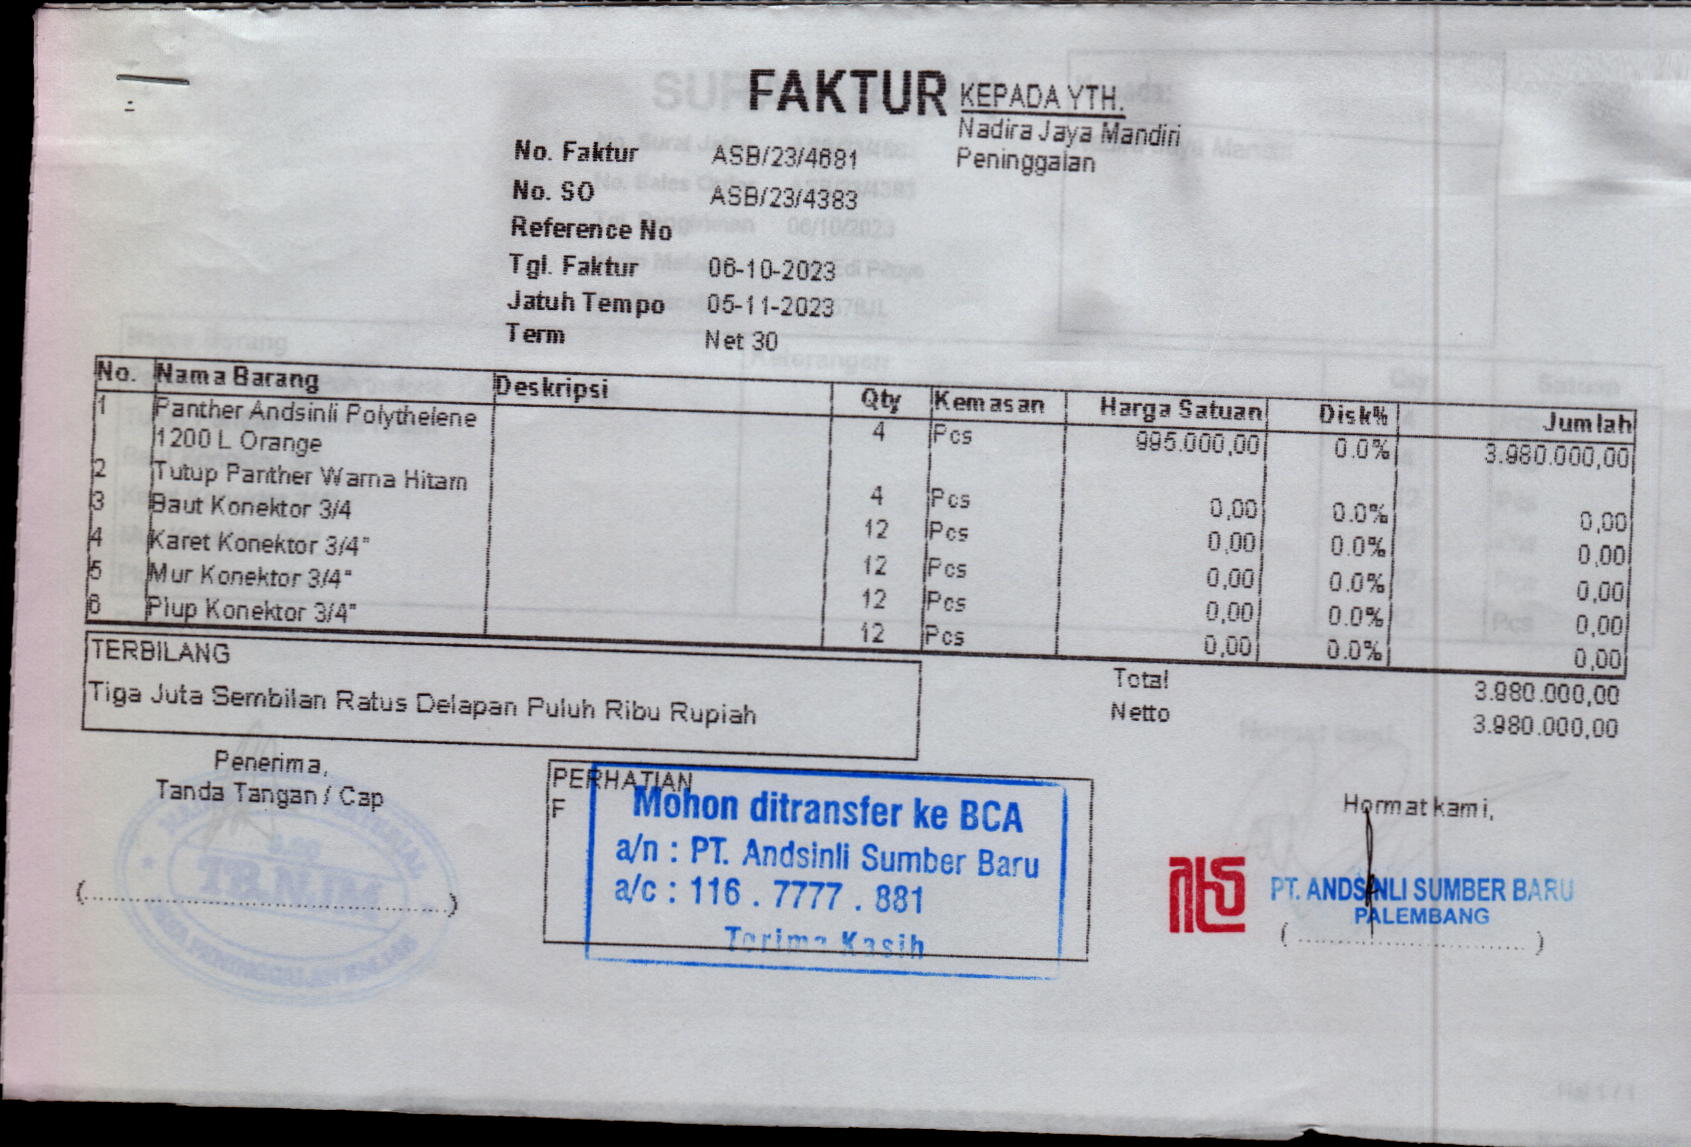 FAKTUR
KEPADA YTH.
Nadira Jaya Mandiri
Peninggalan
No. Faktur ASB/23/4681
No. SO ASB/23/4383
Reference No
Tgl. Faktur 06-10-2023
Jatuh Tempo 05-11-2023
Term Net 30
No. Nama Barang Deskripsi Qty Kemasan Harga Satuan Disk% Jumlah
1 Panther Andsinli Polythelene 4 Pcs 995.000,00 0.0% 3.980.000,00
1200 L Orange
2 Tutup Panther Warna Hitam 4 Pcs 0,00 0.0% 0,00
3 Baut Konektor 3/4 12 Pcs 0,00 0.0% 0,00
4 Karet Konektor 3/4" 12 Pcs 0,00 0.0% 0,00
5 Mur Konektor 3/4" 12 Pcs 0,00 0.0% 0,00
6 Plup Konektor 3/4" 12 Pcs 0,00 0.0% 0,00
TERBILANG
Tiga Juta Sembilan Ratus Delapan Puluh Ribu Rupiah
Total 3.980.000,00
Netto 3.980.000,00
Penerima,
Tanda Tangan / Cap
TB.NJM
PERHATIAN
F
Mohon ditransfer ke BCA
a/n : PT. Andsinli Sumber Baru
a/c : 116 . 7777 . 881
Terima Kasih
Hormat kami,
PT. ANDSINLI SUMBER BARU
PALEMBANG